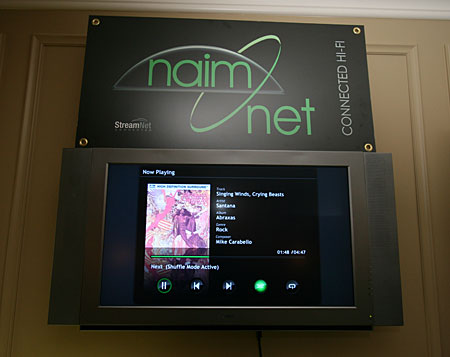 naim
net
CONNECTED HI-FI
StreamNet
Now Playing
Track
Singing Winds, Crying Beasts
Artist
Santana
Album
Abraxas
Genre
Rock
Composer
Mike Carabello
01:48 /04:47
Next (Shuffle Mode Active)